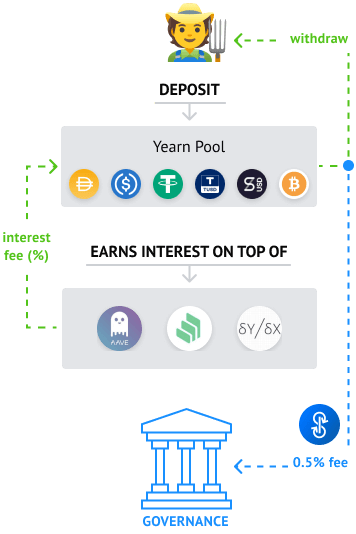 withdraw
DEPOSIT
Yearn Pool
T
TUSD
S USD
interest
fee (%)
EARNS INTEREST ON TOP OF
AAVE
δY/δX
0.5% fee
GOVERNANCE